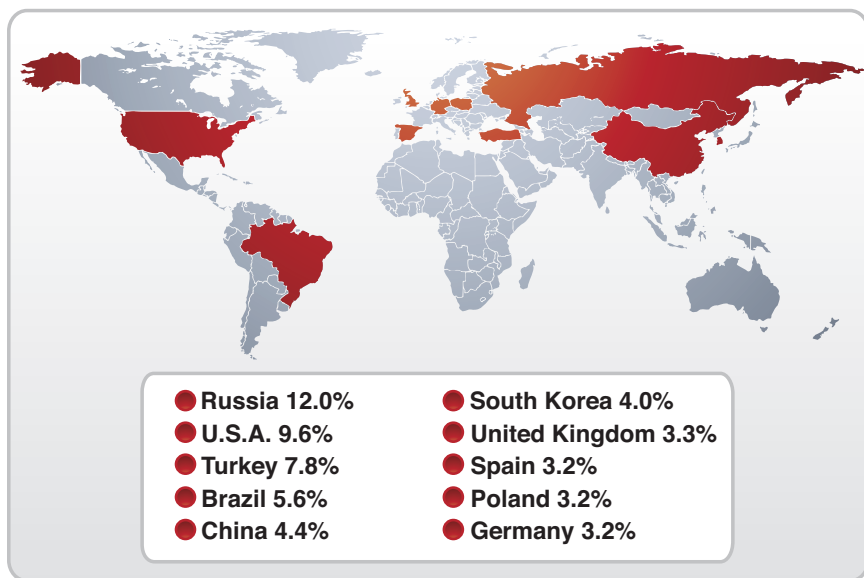 Russia 12.0%
U.S.A. 9.6%
Turkey 7.8%
Brazil 5.6%
China 4.4%
South Korea 4.0%
United Kingdom 3.3%
Spain 3.2%
Poland 3.2%
Germany 3.2%